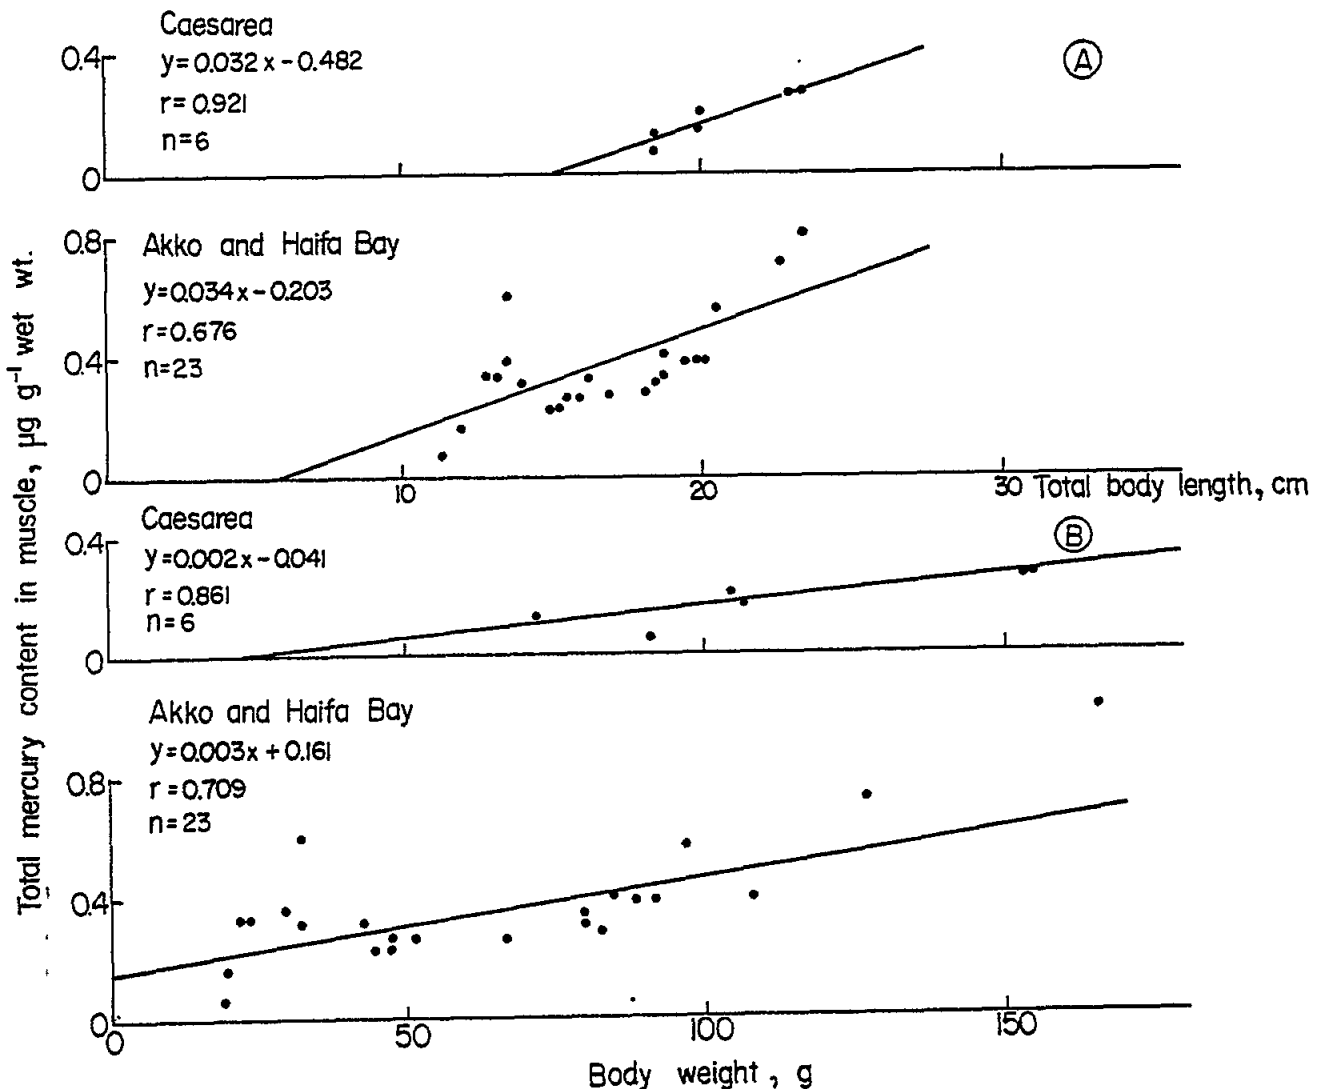 Caesarea
y=0.032x-0.482
r=0.921
n=6
A
0.4
0
Akko and Haifa Bay
y=0.034x-0.203
r=0.676
n=23
0.8
0.4
0
10
20
30
Total body length, cm
Caesarea
y=0.002x-0.041
r=0.861
n=6
B
0.4
0
Akko and Haifa Bay
y=0.003x+0.161
r=0.709
n=23
0.8
0.4
0
0
50
100
150
Body weight, g
Total mercury content in muscle, µg g⁻¹ wet wt.